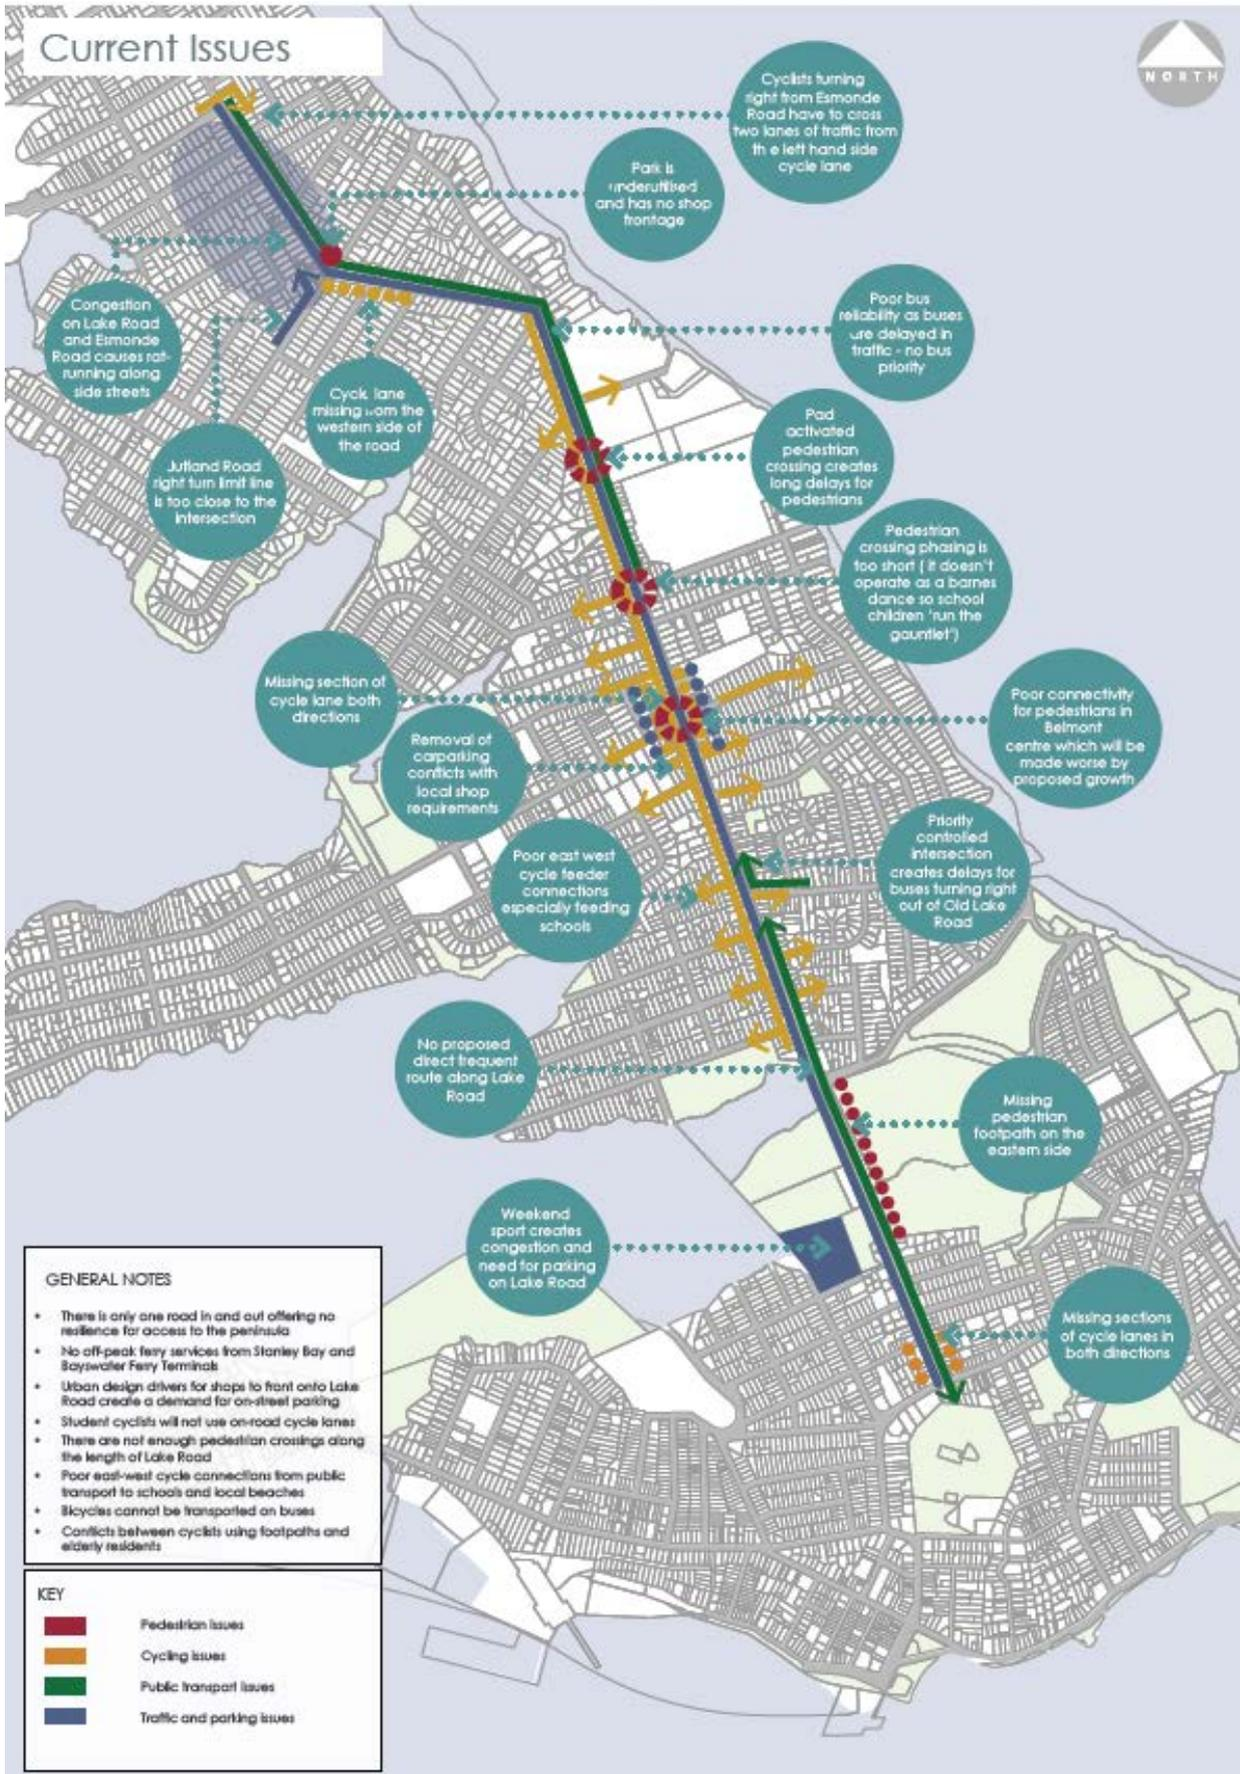 Current Issues
NORTH
Cyclists turning
right from Esmonde
Road have to cross
two lanes of traffic from
th e left hand side
cycle lane
Park is
underutilised
and has no shop
frontage
Poor bus
reliability as buses
are delayed in
traffic - no bus
priority
Congestion
on Lake Road
and Esmonde
Road causes rat-
running along
side streets
Cycle lane
missing from the
western side of
the road
Pad
activated
pedestrian
crossing creates
long delays for
pedestrians
Jutland Road
right turn limit line
is too close to the
intersection
Pedestrian
crossing phasing is
too short ( it doesn't
operate as a barnes
dance so school
children 'run the
gauntlet')
Missing section of
cycle lane both
directions
Poor connectivity
for pedestrians in
Belmont
centre which will be
made worse by
proposed growth
Removal of
carparking
conflicts with
local shop
requirements
Priority
controlled
intersection
creates delays for
buses turning right
out of Old Lake
Road
Poor east west
cycle feeder
connections
especially feeding
schools
No proposed
direct frequent
route along Lake
Road
Missing
pedestrian
footpath on the
eastern side
Weekend
sport creates
congestion and
need for parking
on Lake Road
Missing sections
of cycle lanes in
both directions
GENERAL NOTES
• There is only one road in and out offering no
resilience for access to the peninsula
• No off-peak ferry services from Stanley Bay and
Bayswater Ferry Terminals
• Urban design drivers for shops to front onto Lake
Road create a demand for on-street parking
• Student cyclists will not use on-road cycle lanes
• There are not enough pedestrian crossings along
the length of Lake Road
• Poor east-west cycle connections from public
transport to schools and local beaches
• Bicycles cannot be transported on buses
• Conflicts between cyclists using footpaths and
elderly residents
KEY
Pedestrian issues
Cycling issues
Public transport issues
Traffic and parking issues